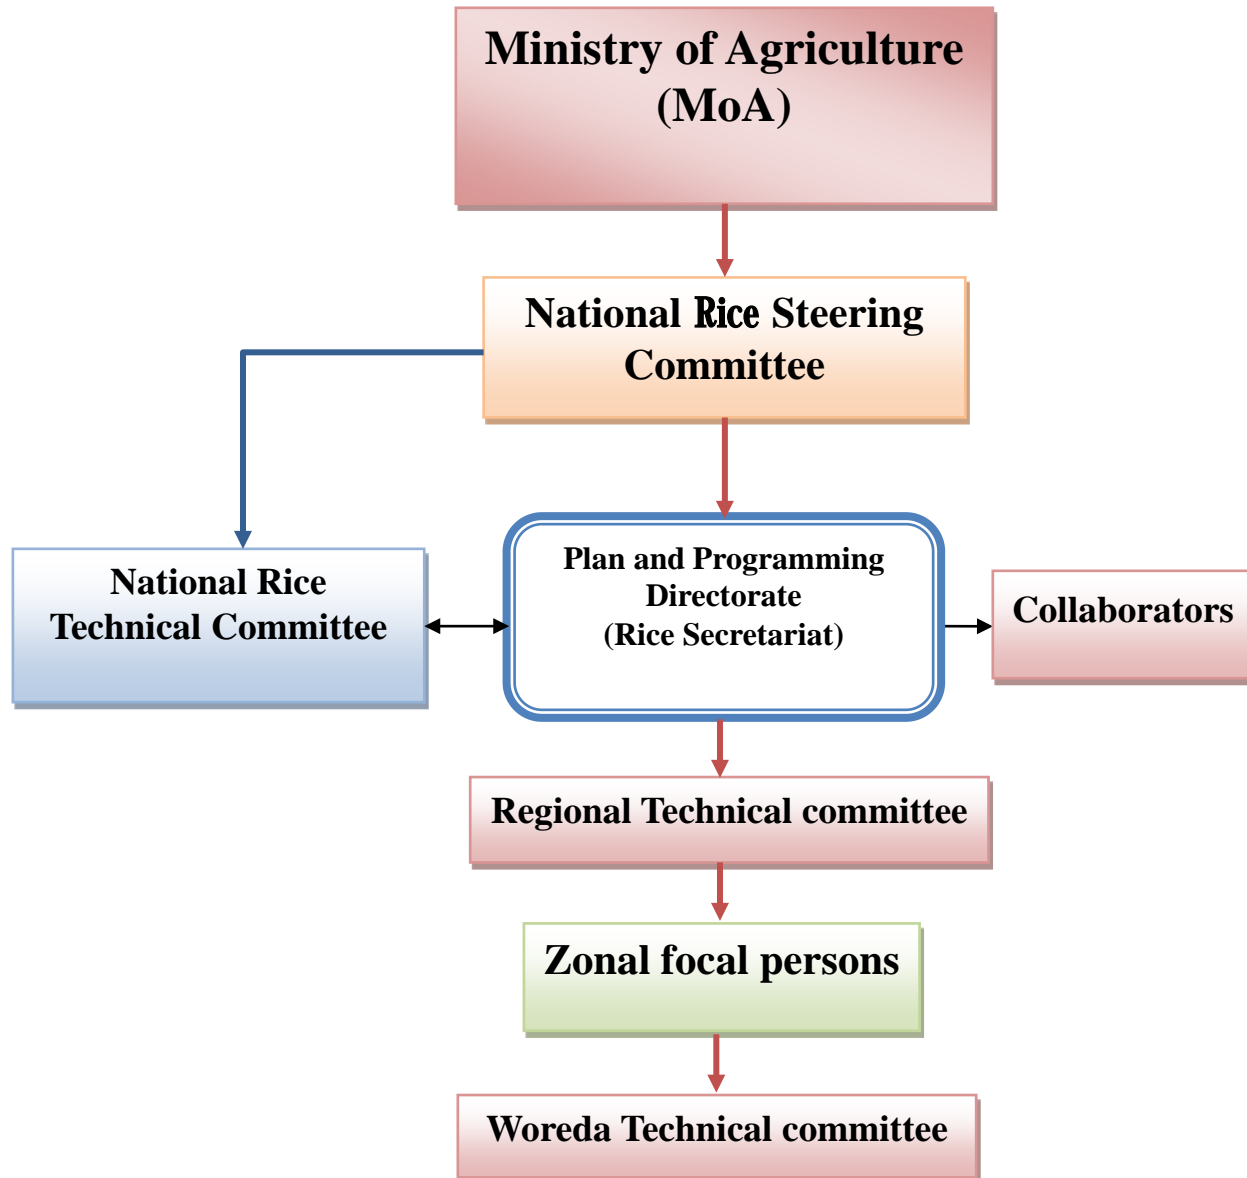 Ministry of Agriculture
(MoA)
National Rice Steering
Committee
National Rice
Technical Committee
Plan and Programming
Directorate
(Rice Secretariat)
Collaborators
Regional Technical committee
Zonal focal persons
Woreda Technical committee